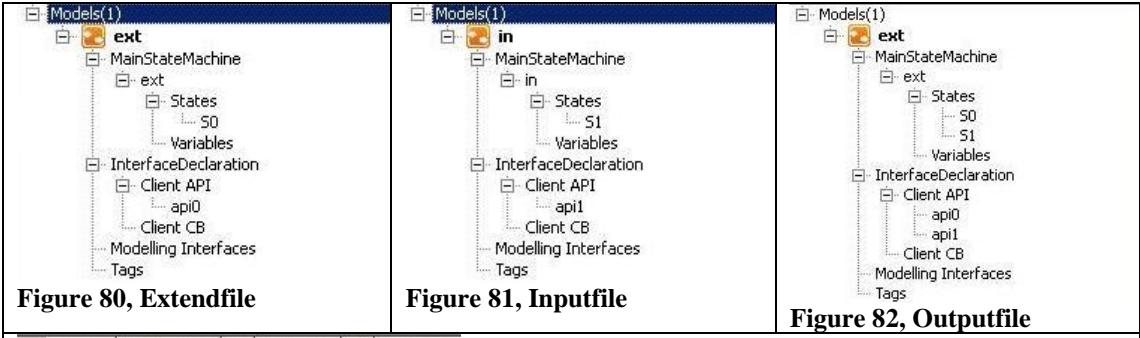 Models(1)
ext
MainStateMachine
ext
States
S0
Variables
InterfaceDeclaration
Client API
api0
Client CB
Modelling Interfaces
Tags
Figure 80, Extendfile
Models(1)
in
MainStateMachine
in
States
S1
Variables
InterfaceDeclaration
Client API
api1
Client CB
Modelling Interfaces
Tags
Figure 81, Inputfile
Models(1)
ext
MainStateMachine
ext
States
S0
S1
Variables
InterfaceDeclaration
Client API
api0
api1
Client CB
Modelling Interfaces
Tags
Figure 82, Outputfile